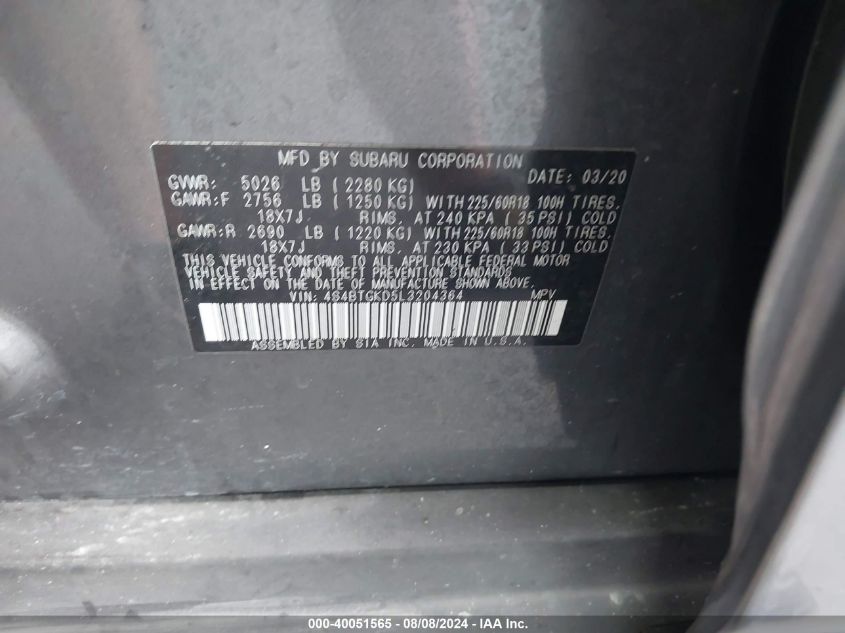 MFD BY SUBARU CORPORATION
GVWR: 5026 LB ( 2280 KG) DATE: 03/20
GAWR:F 2756 LB ( 1250 KG) WITH 225/60R18 100H TIRES,
18X7J RIMS, AT 240 KPA ( 35 PSI) COLD
GAWR:R 2690 LB ( 1220 KG) WITH 225/60R18 100H TIRES,
18X7J RIMS, AT 230 KPA ( 33 PSI) COLD
THIS VEHICLE CONFORMS TO ALL APPLICABLE FEDERAL MOTOR
VEHICLE SAFETY AND THEFT PREVENTION STANDARDS
IN EFFECT ON THE DATE OF MANUFACTURE SHOWN ABOVE.
VIN: 4S4BTGKD5L3204364 MPV
ASSEMBLED BY SIA INC. MADE IN U.S.A.
000-40051565 - 08/08/2024 - IAA Inc.